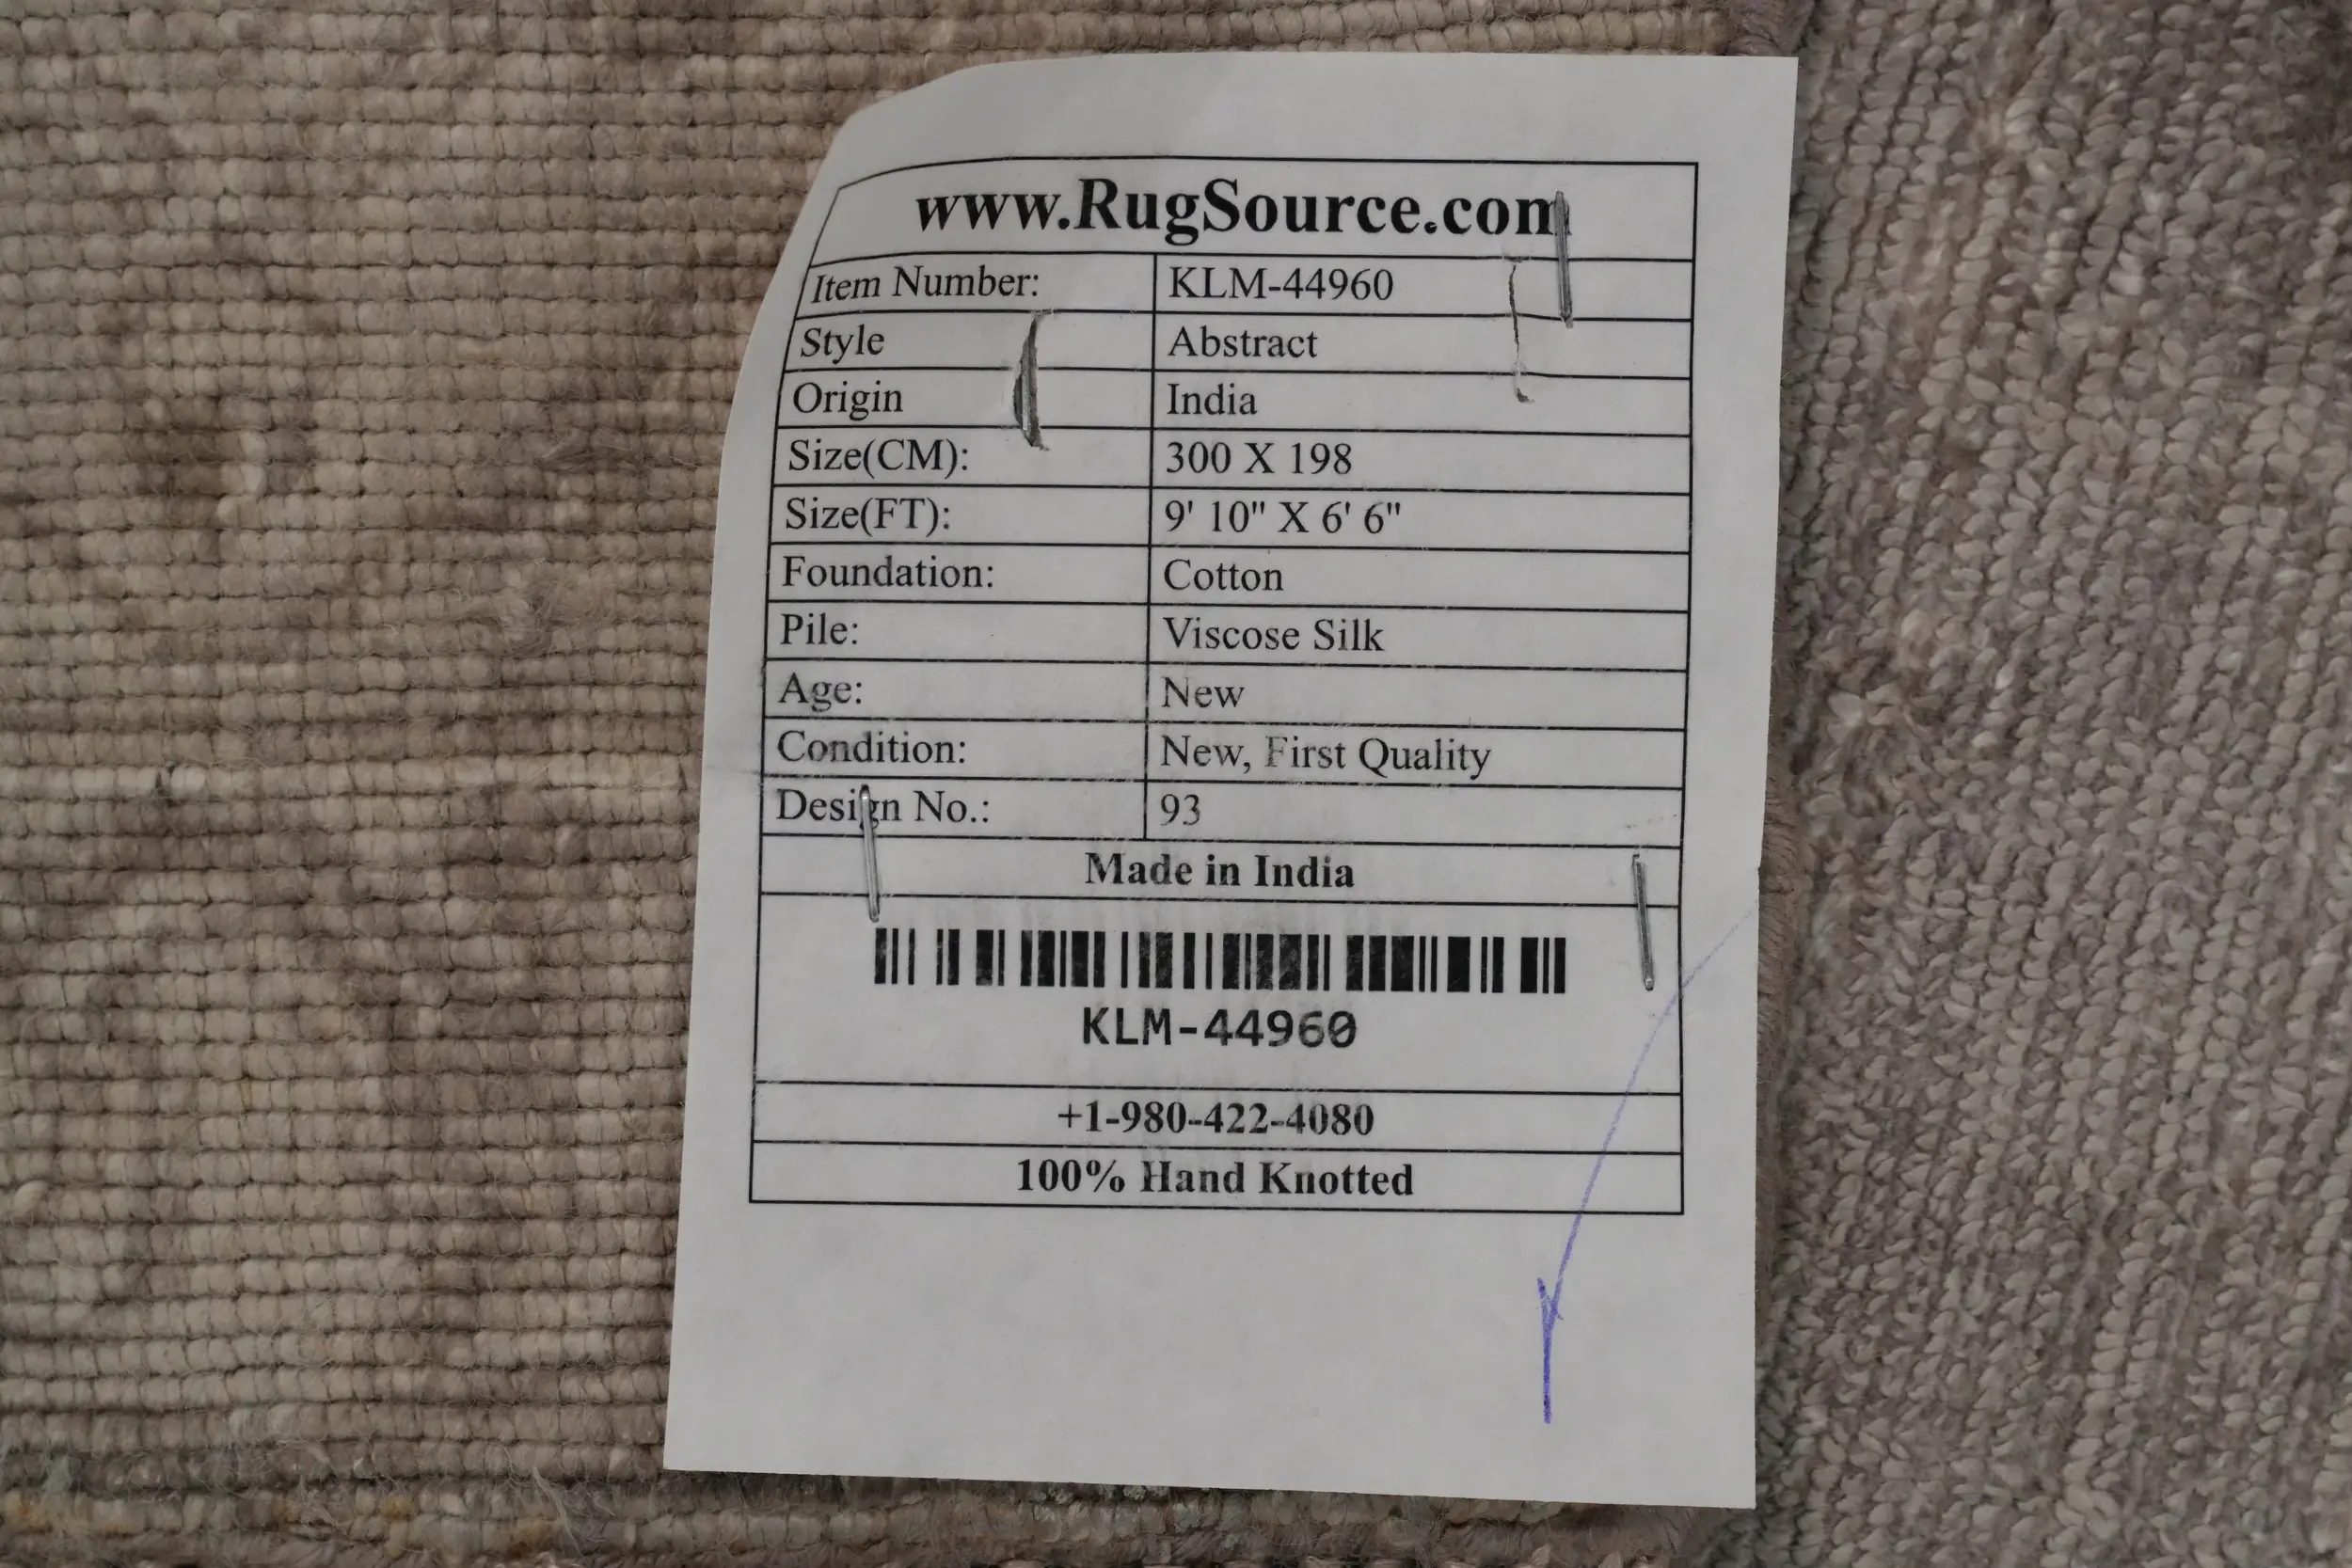 www.RugSource.com
Item Number: KLM-44960
Style Abstract
Origin India
Size(CM): 300 X 198
Size(FT): 9' 10" X 6' 6"
Foundation: Cotton
Pile: Viscose Silk
Age: New
Condition: New, First Quality
Design No.: 93
Made in India
KLM-44960
+1-980-422-4080
100% Hand Knotted